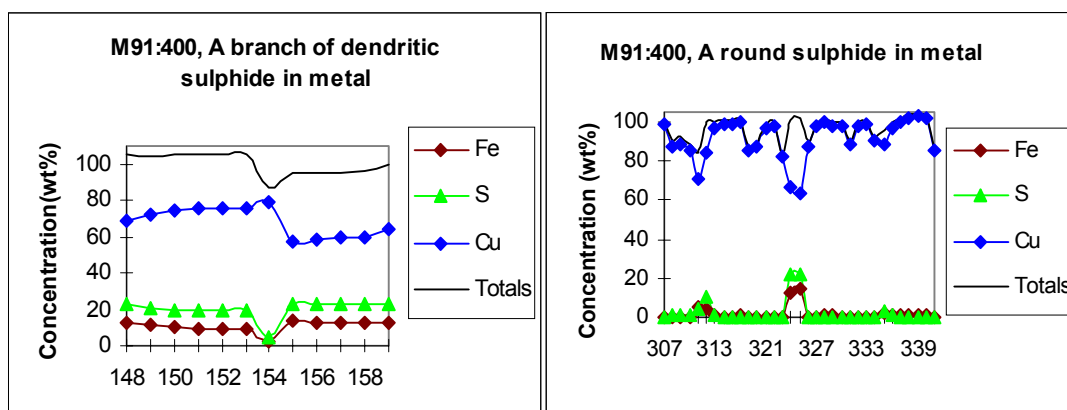 M91:400, A branch of dendritic
sulphide in metal
Concentration(wt%)
100
80
60
40
20
0
148 150 152 154 156 158
Fe
S
Cu
Totals
M91:400, A round sulphide in metal
Concentration (wt%)
100
80
60
40
20
0
307 313 321 327 333 339
Fe
S
Cu
Totals